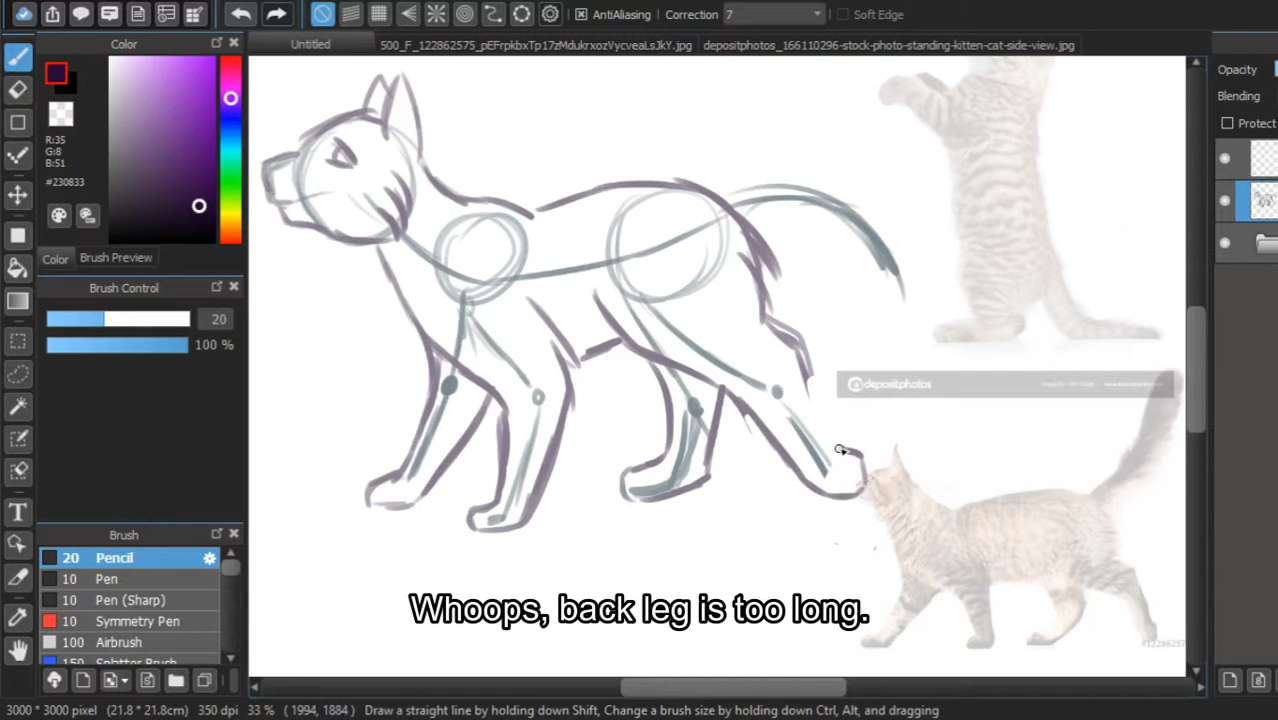 AntiAliasing Correction 7 Soft Edge
Color
Untitled 500_F_122862575_pEFrpkbxTp17zMdukrxozVycveaLsJkY.jpg depositphotos_166110296-stock-photo-standing-kitten-cat-side-view.jpg
Opacity
Blending
Protect
R:35
G:8
B:51
#230833
Color Brush Preview
Brush Control
20
100 %
depositphotos
Brush
20 Pencil
10 Pen
10 Pen (Sharp)
10 Symmetry Pen
100 Airbrush
150 Splatter Brush
Whoops, back leg is too long.
3000 * 3000 pixel (21.8 * 21.8cm) 350 dpi 33 % ( 1994, 1884 ) Draw a straight line by holding down Shift, Change a brush size by holding down Ctrl, Alt, and dragging